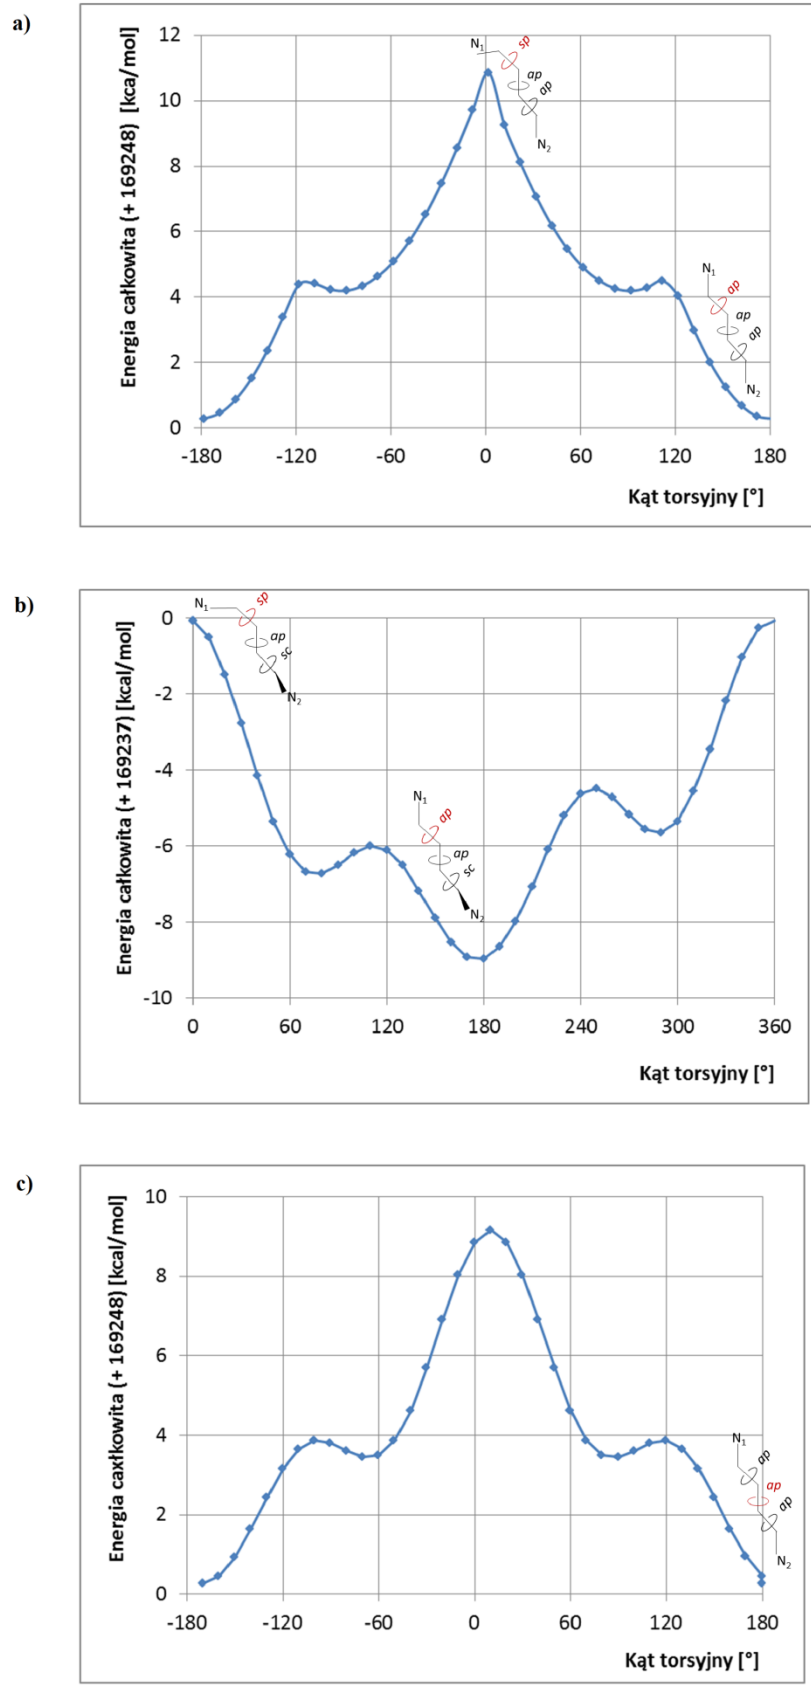 a)
Energia całkowita (+ 169248) [kca/mol]
12
10
8
6
4
2
0
-180 -120 -60 0 60 120 180
Kąt torsyjny [°]
N1
sp
ap
ap
N2
N1
ap
ap
ap
N2
b)
Energia całkowita (+ 169237) [kcal/mol]
0
-2
-4
-6
-8
-10
0 60 120 180 240 300 360
Kąt torsyjny [°]
N1
sp
ap
sc
N2
N1
ap
ap
sc
N2
c)
Energia caxłkowita (+ 169248) [kcal/mol]
10
8
6
4
2
0
-180 -120 -60 0 60 120 180
Kąt torsyjny [°]
N1
ap
ap
ap
N2